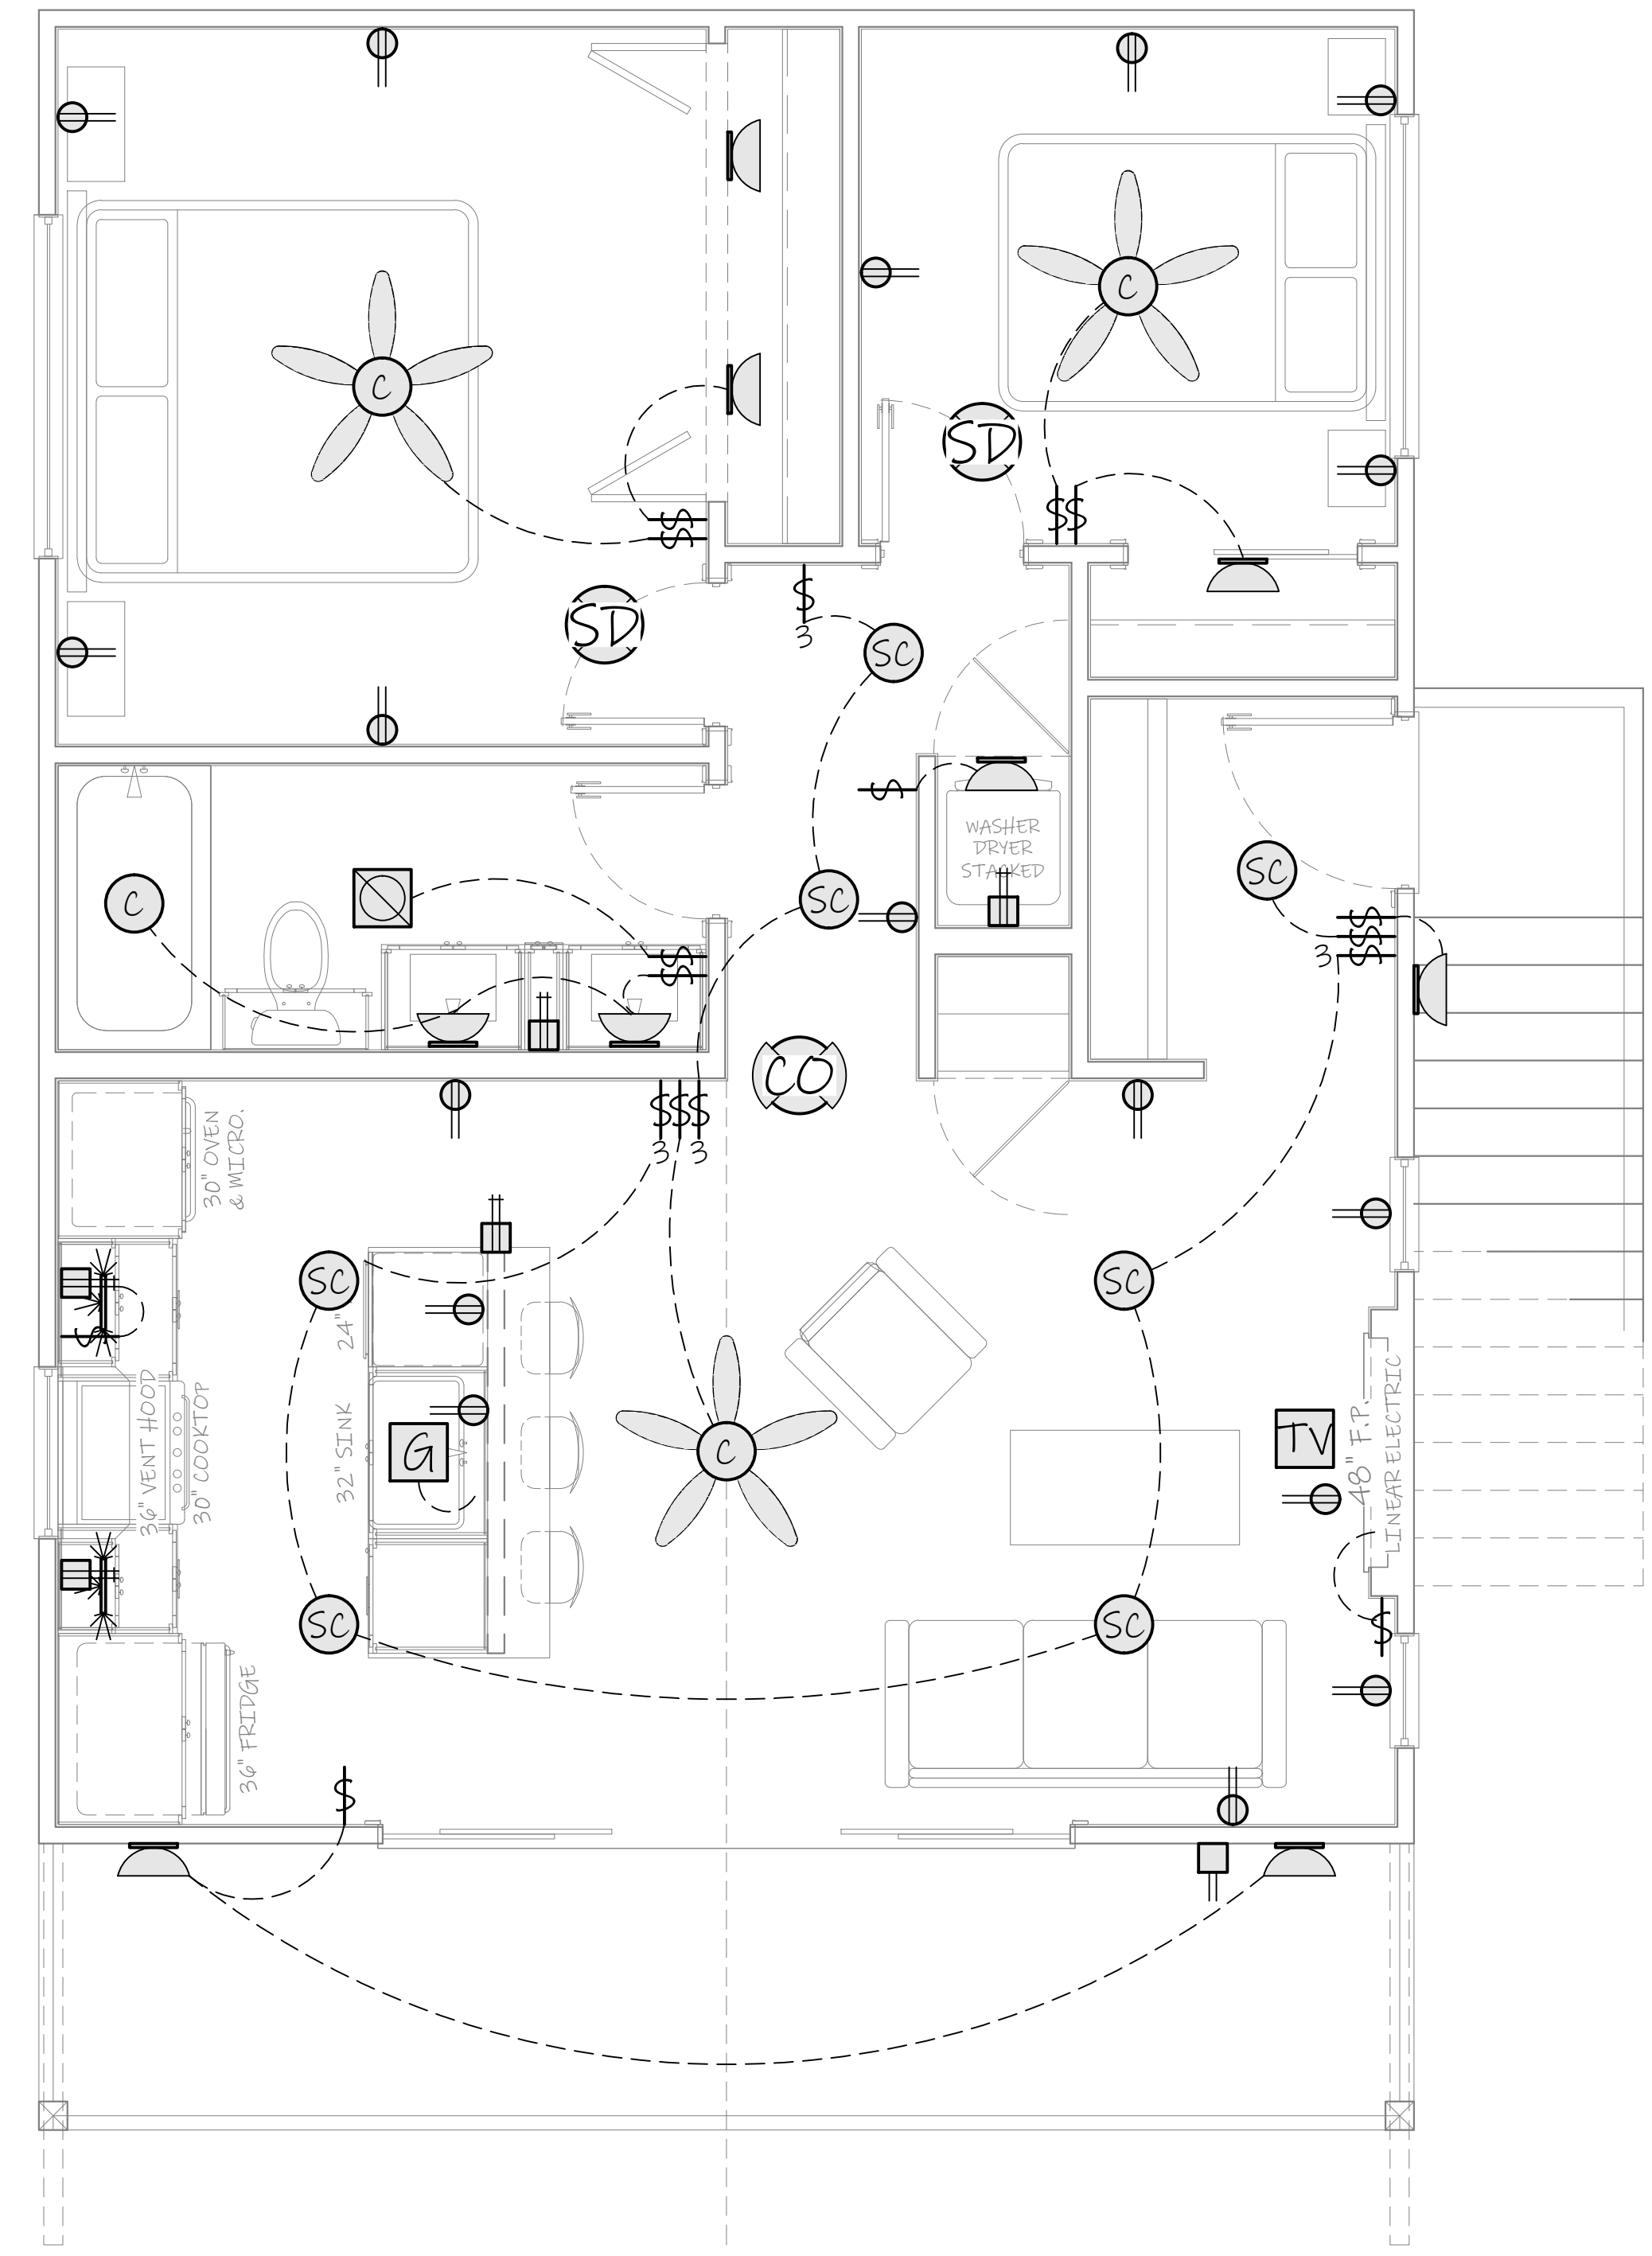 C
C
SD
$$
$
$
SD
$
3
SC
$
WASHER
DRYER
STACKED
SC
C
SC
$
$
$
3
$
$
CO
30" OVEN
& MICRO.
$$$
3 3
SC
SC
24"
$
36" VENT HOOD
30" COOKTOP
32" SINK
G
C
TV
48" F.P.
LINEAR ELECTRIC
SC
SC
$
36" FRIDGE
$